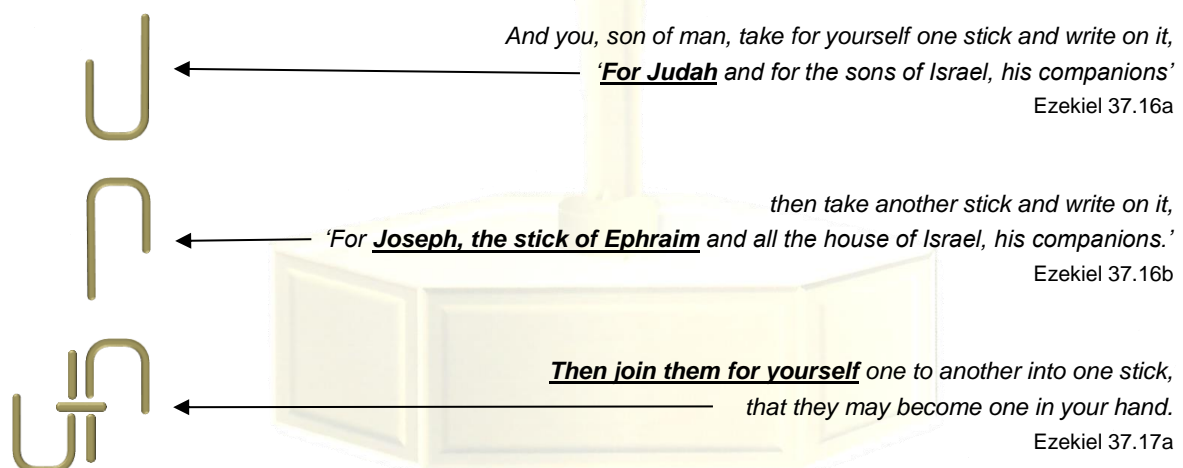 And you, son of man, take for yourself one stick and write on it,
‘For Judah and for the sons of Israel, his companions’
Ezekiel 37.16a
then take another stick and write on it,
‘For Joseph, the stick of Ephraim and all the house of Israel, his companions.’
Ezekiel 37.16b
Then join them for yourself one to another into one stick,
that they may become one in your hand.
Ezekiel 37.17a